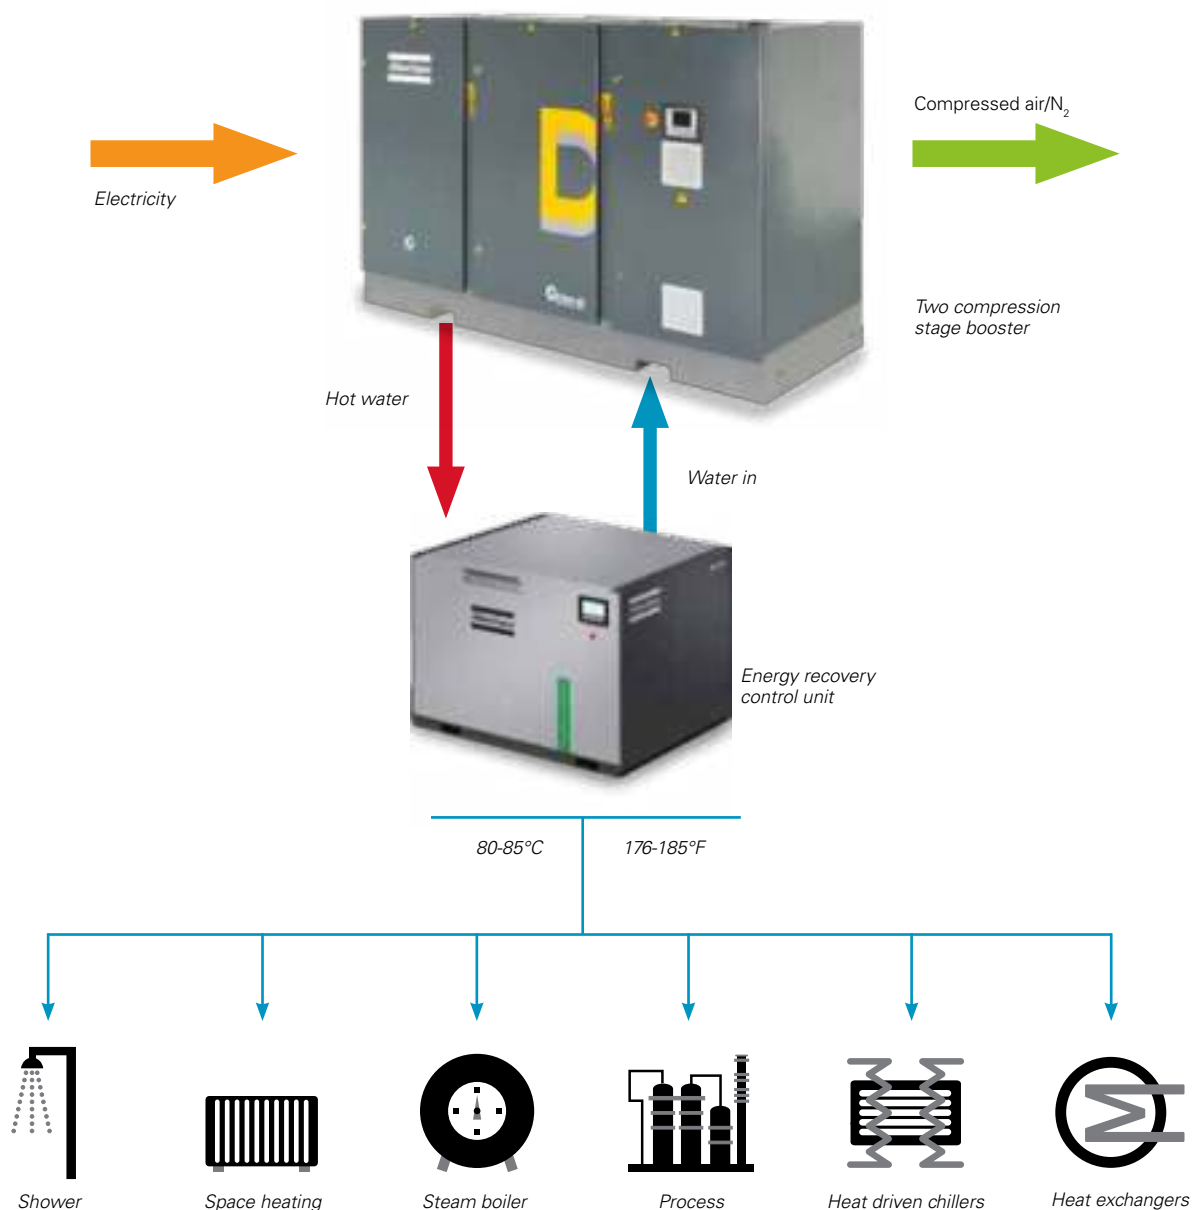 Compressed air/N₂
Electricity
D
Two compression
stage booster
Hot water
Water in
Energy recovery
control unit
80-85°C
176-185°F
Shower
Space heating
Steam boiler
Process
Heat driven chillers
Heat exchangers